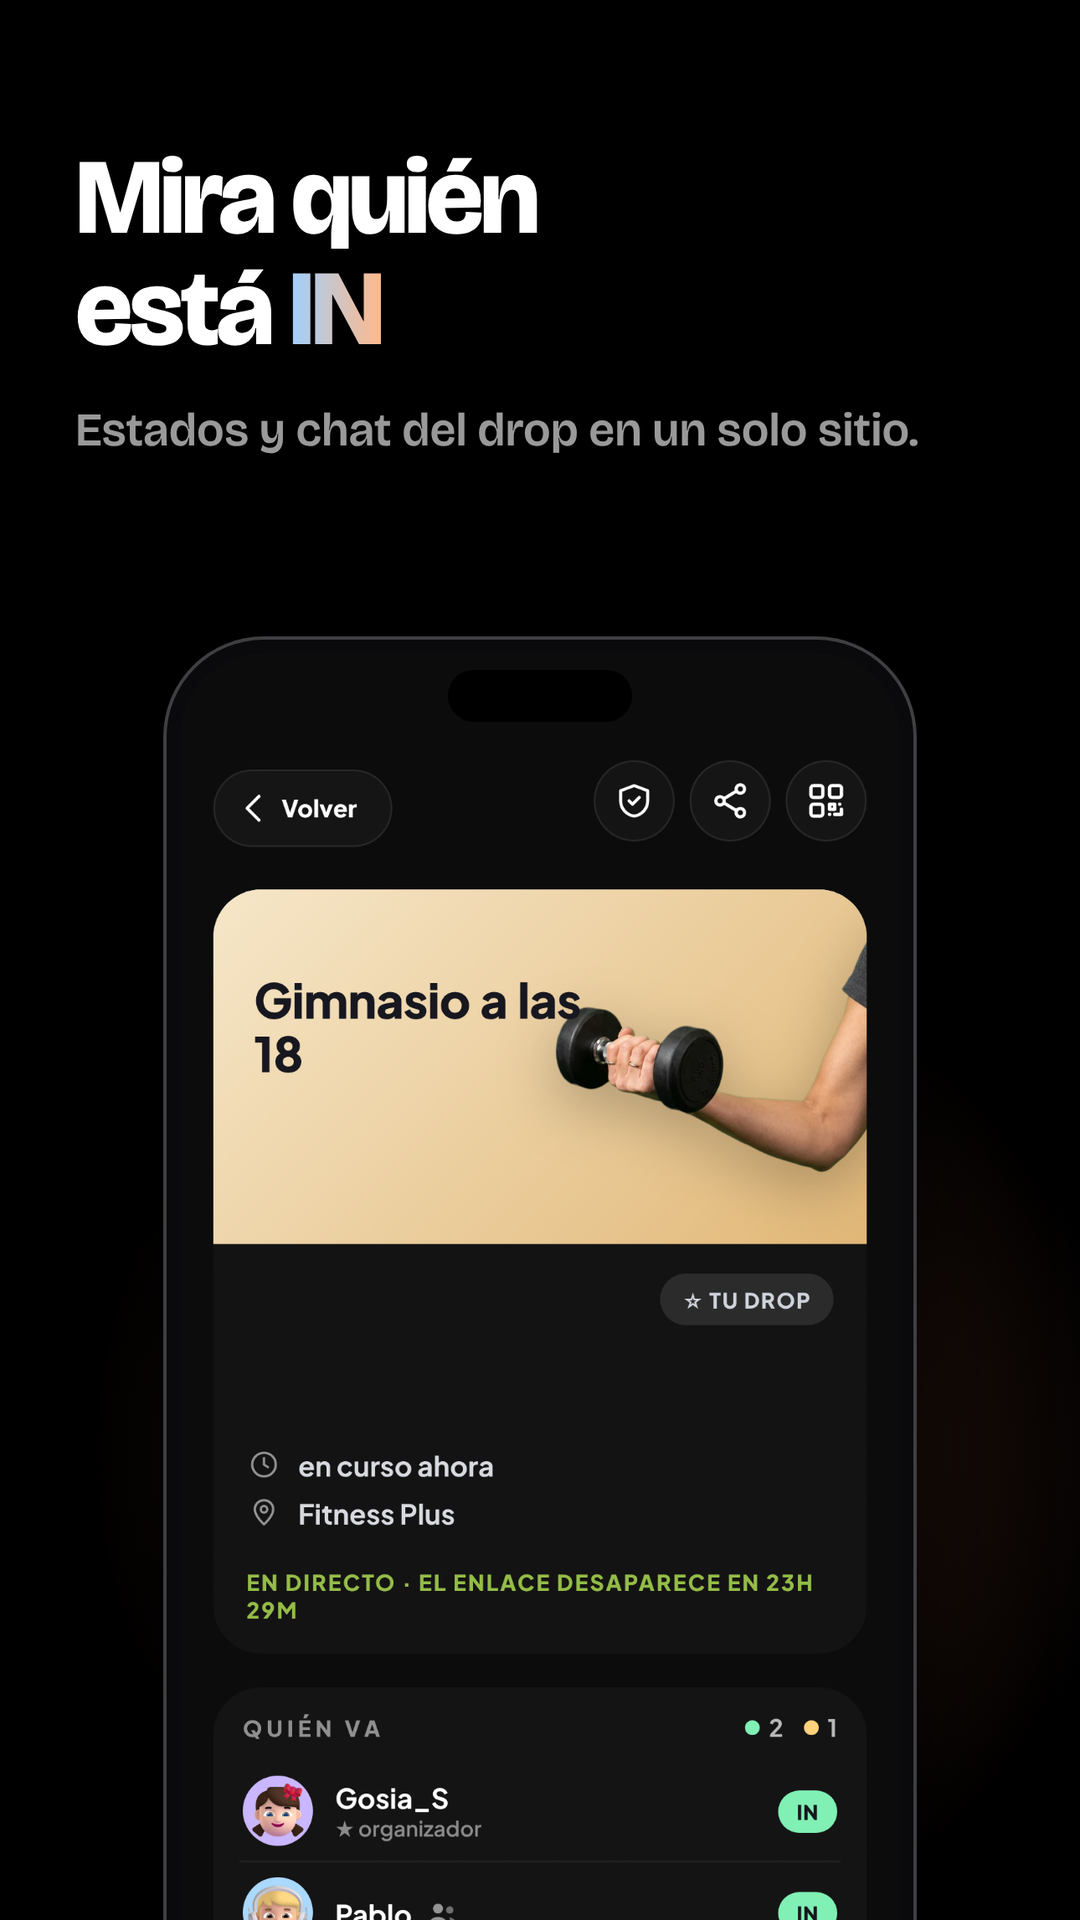 Mira quién
está IN
Estados y chat del drop en un solo sitio.
Volver
Gimnasio a las
18
☆ TU DROP
en curso ahora
Fitness Plus
EN DIRECTO · EL ENLACE DESAPARECE EN 23H
29M
QUIÉN VA
2 1
Gosia_S
IN
★ organizador
Pablo
IN